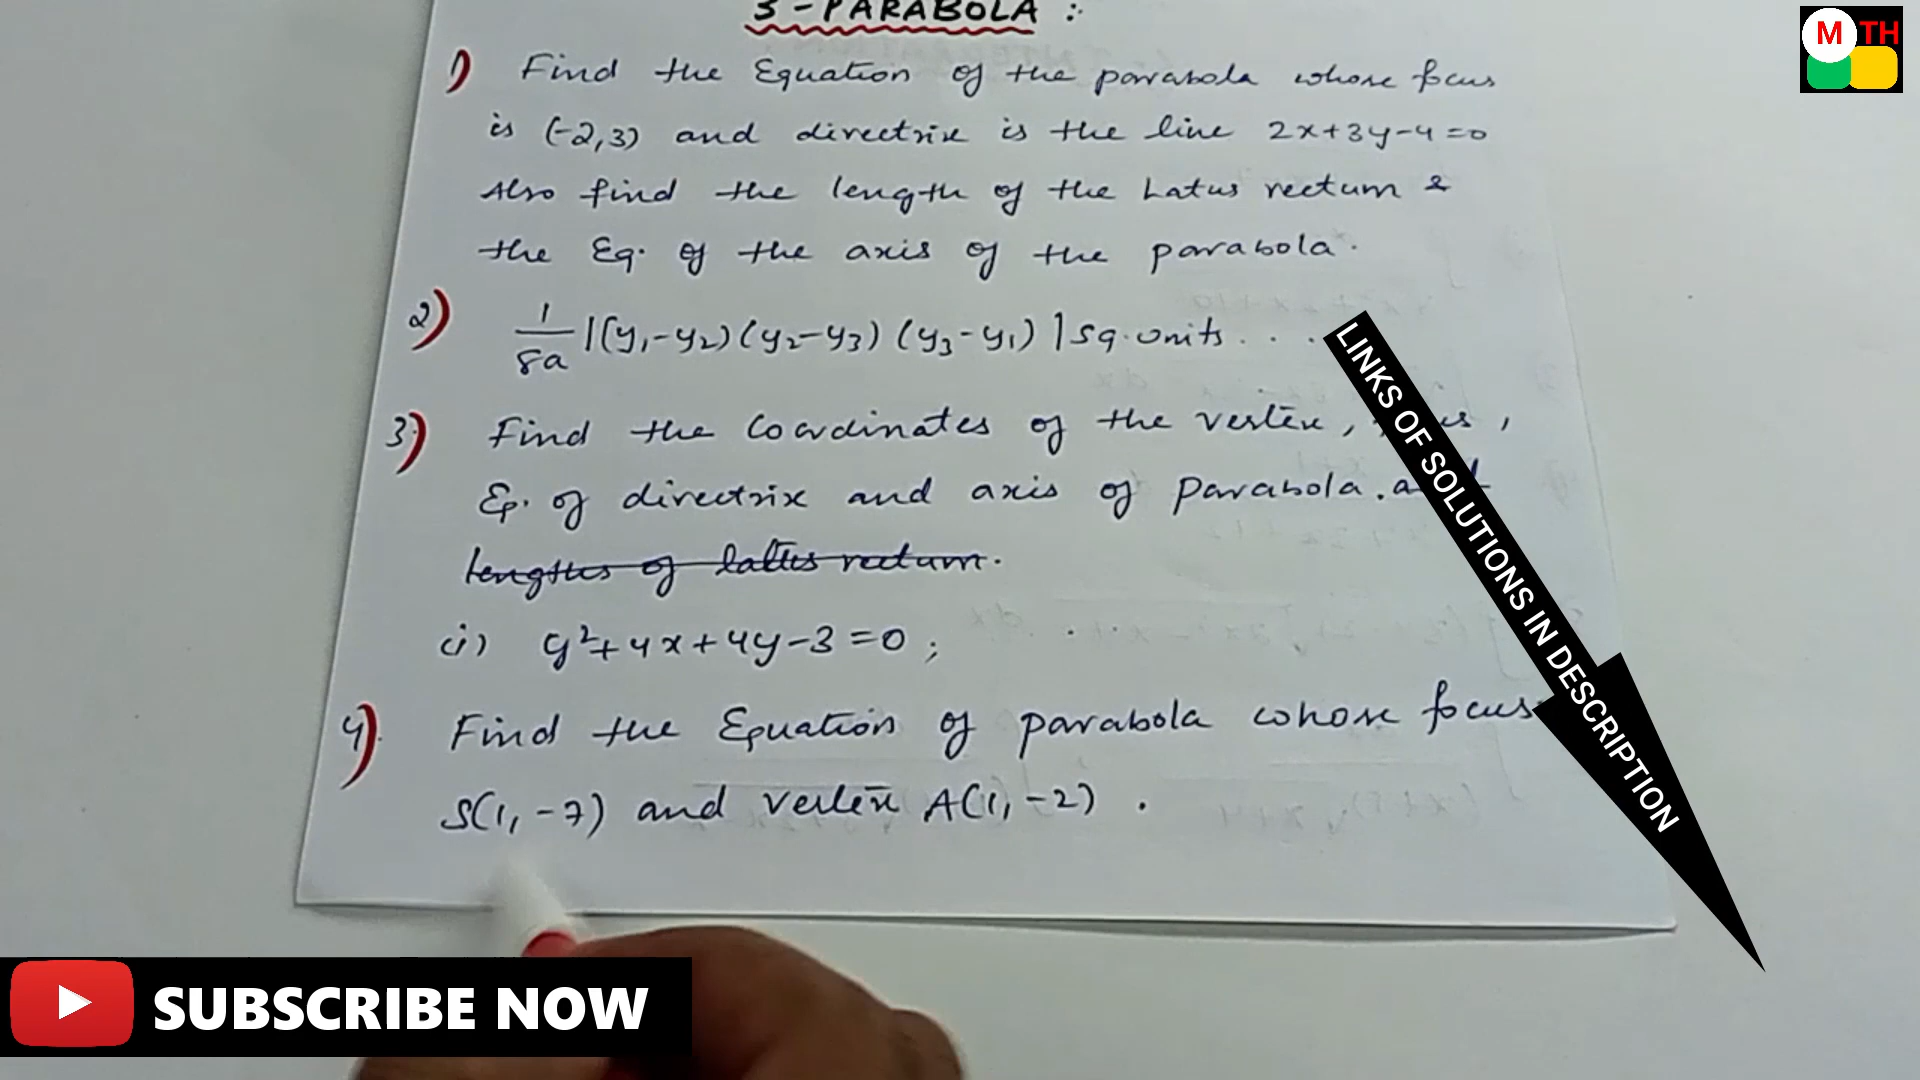 3-PARABOLA :
1) Find the Equation of the parabola whose focus
is (-2,3) and directrix is the line 2x+3y-4=0
Also find the length of the Latus rectum &
the Eq. of the axis of the parabola.
2) 1/8a |(y₁-y₂)(y₂-y₃)(y₃-y₁)| sq.units...
3) Find the Coordinates of the vertex,
Eq. of directrix and axis of parabola.
lengths of lattus rectum.
(i) y²+4x+4y-3=0;
4) Find the Equation of parabola whose focus
S(1,-7) and vertex A(1,-2).
M TH
LINKS OF SOLUTIONS IN DESCRIPTION
SUBSCRIBE NOW